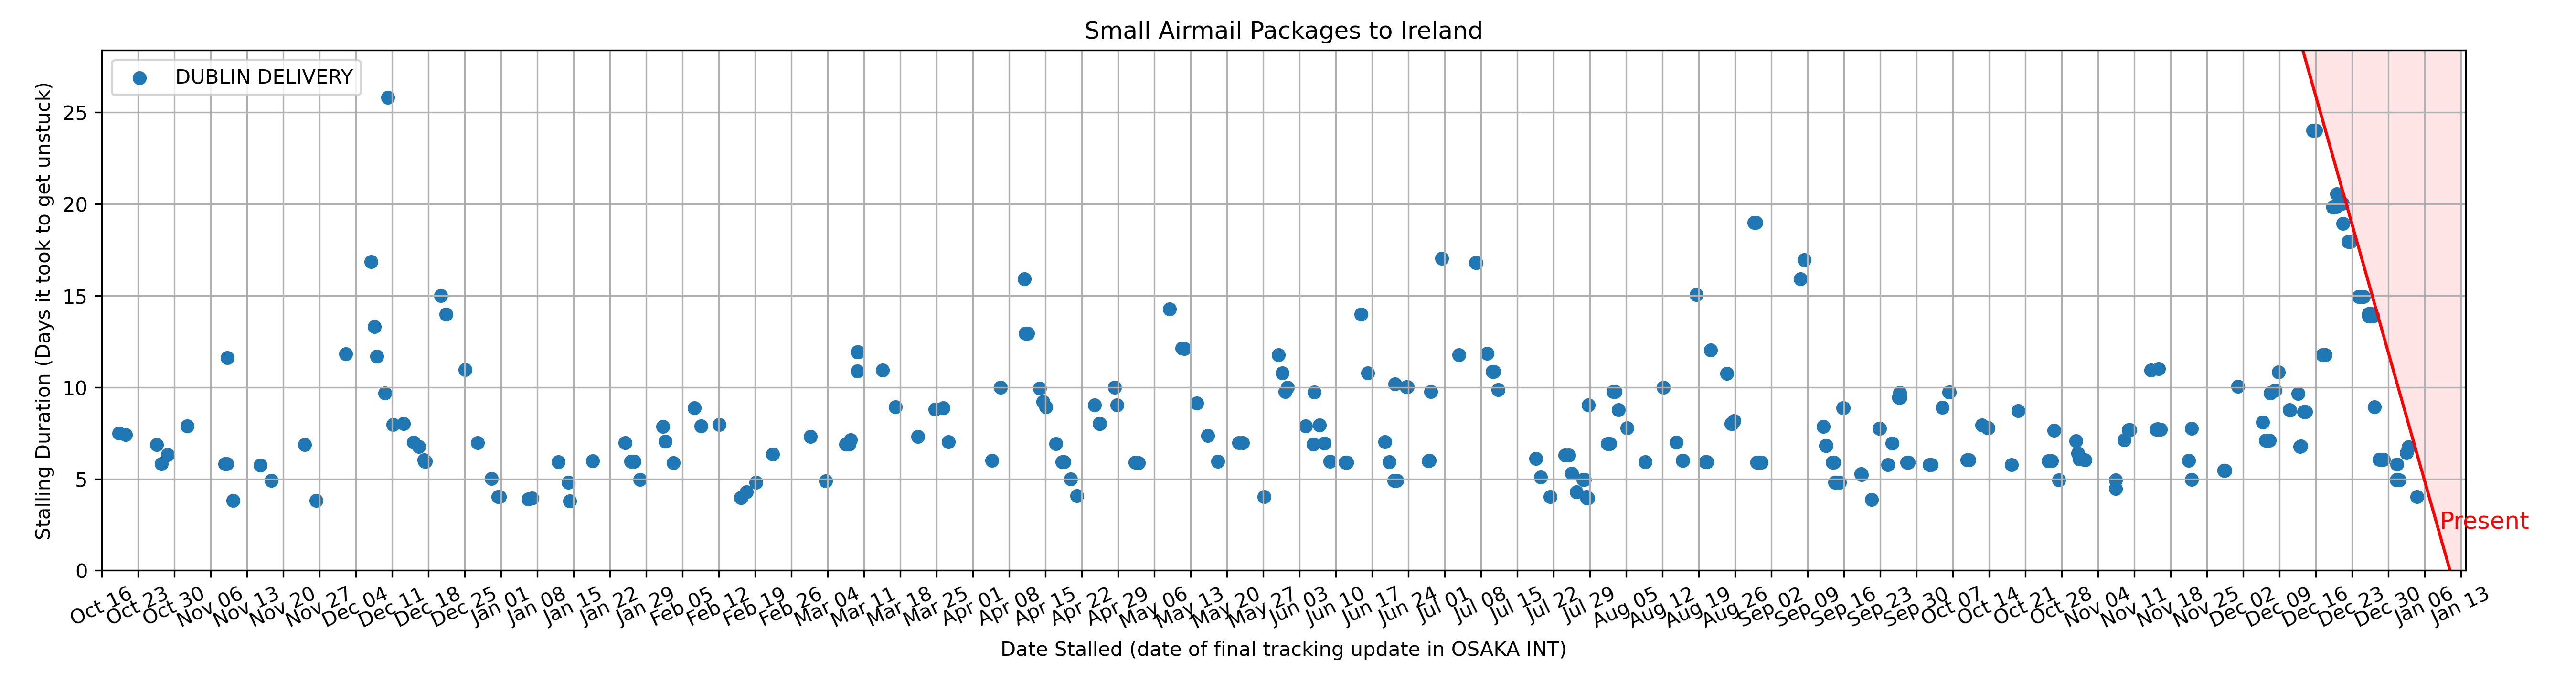 Small Airmail Packages to Ireland
DUBLIN DELIVERY
Stalling Duration (Days it took to get unstuck)
25
20
15
10
5
0
Present
Oct 16
Oct 23
Oct 30
Nov 06
Nov 13
Nov 20
Nov 27
Dec 04
Dec 11
Dec 18
Dec 25
Jan 01
Jan 08
Jan 15
Jan 22
Jan 29
Feb 05
Feb 12
Feb 19
Feb 26
Mar 04
Mar 11
Mar 18
Mar 25
Apr 01
Apr 08
Apr 15
Apr 22
Apr 29
May 06
May 13
May 20
May 27
Jun 03
Jun 10
Jun 17
Jun 24
Jul 01
Jul 08
Jul 15
Jul 22
Jul 29
Aug 05
Aug 12
Aug 19
Aug 26
Sep 02
Sep 09
Sep 16
Sep 23
Sep 30
Oct 07
Oct 14
Oct 21
Oct 28
Nov 04
Nov 11
Nov 18
Nov 25
Dec 02
Dec 09
Dec 16
Dec 23
Dec 30
Jan 06
Jan 13
Date Stalled (date of final tracking update in OSAKA INT)